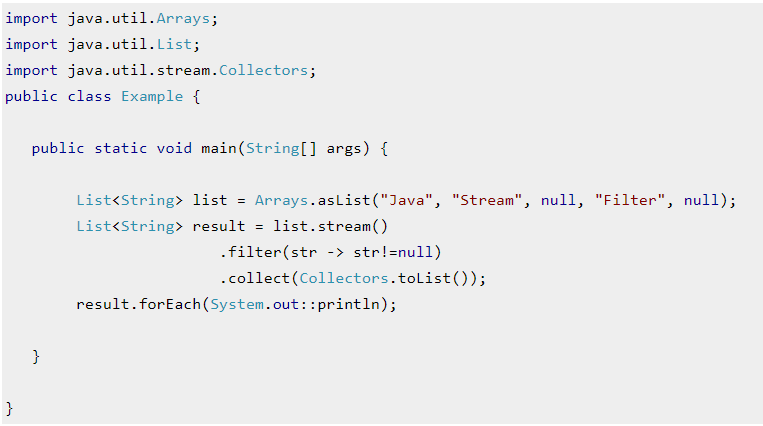 import java.util.Arrays;
import java.util.List;
import java.util.stream.Collectors;
public class Example {
public static void main(String[] args) {
List<String> list = Arrays.asList("Java", "Stream", null, "Filter", null);
List<String> result = list.stream()
.filter(str -> str!=null)
.collect(Collectors.toList());
result.forEach(System.out::println);
}
}